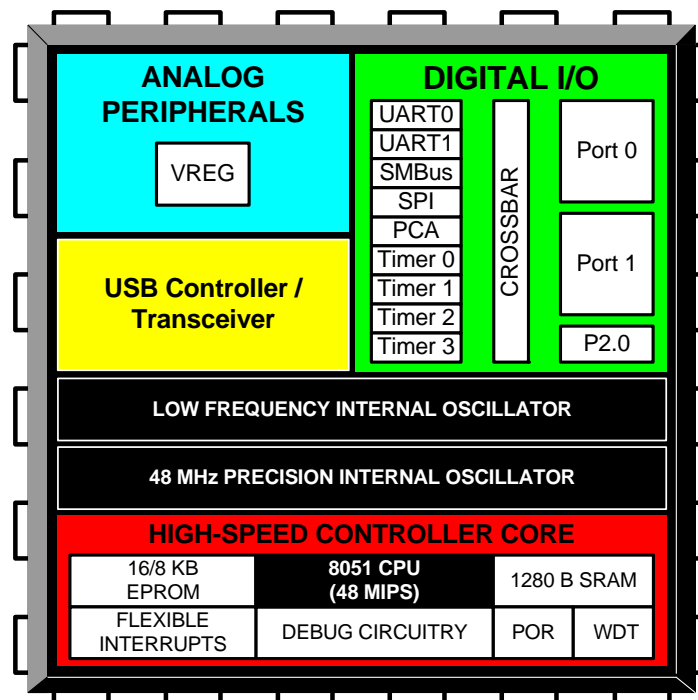 ANALOG
PERIPHERALS
VREG
USB Controller /
Transceiver
DIGITAL I/O
UART0
UART1
SMBus
SPI
PCA
Timer 0
Timer 1
Timer 2
Timer 3
CROSSBAR
Port 0
Port 1
P2.0
LOW FREQUENCY INTERNAL OSCILLATOR
48 MHz PRECISION INTERNAL OSCILLATOR
HIGH-SPEED CONTROLLER CORE
16/8 KB
EPROM
8051 CPU
(48 MIPS)
1280 B SRAM
FLEXIBLE
INTERRUPTS
DEBUG CIRCUITRY
POR
WDT